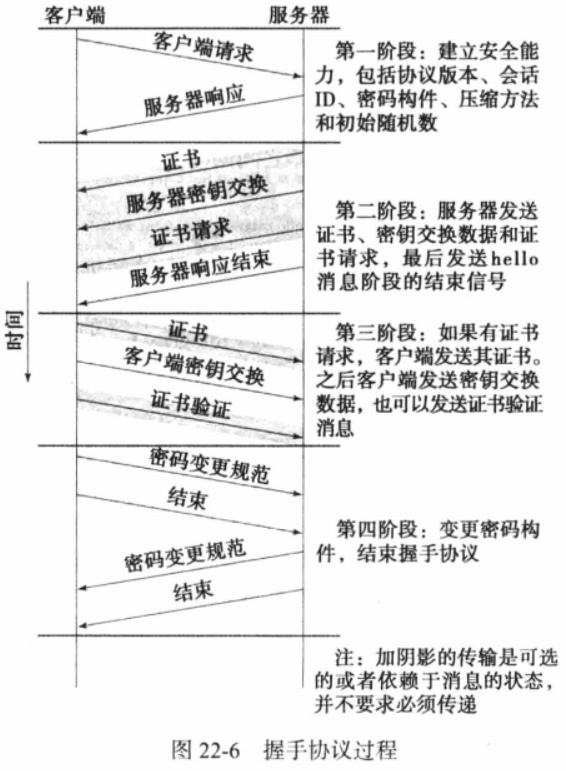 客户端
服务器
客户端请求
服务器响应
第一阶段：建立安全能
力，包括协议版本、会话
ID、密码构件、压缩方法
和初始随机数
证书
服务器密钥交换
证书请求
服务器响应结束
第二阶段：服务器发送
证书、密钥交换数据和证
书请求，最后发送hello
消息阶段的结束信号
时间
证书
客户端密钥交换
证书验证
第三阶段：如果有证书
请求，客户端发送其证书。
之后客户端发送密钥交换
数据，也可以发送证书验证
消息
密码变更规范
结束
密码变更规范
结束
第四阶段：变更密码构
件，结束握手协议
注：加阴影的传输是可选
的或者依赖于消息的状态，
并不要求必须传递
图 22-6 握手协议过程